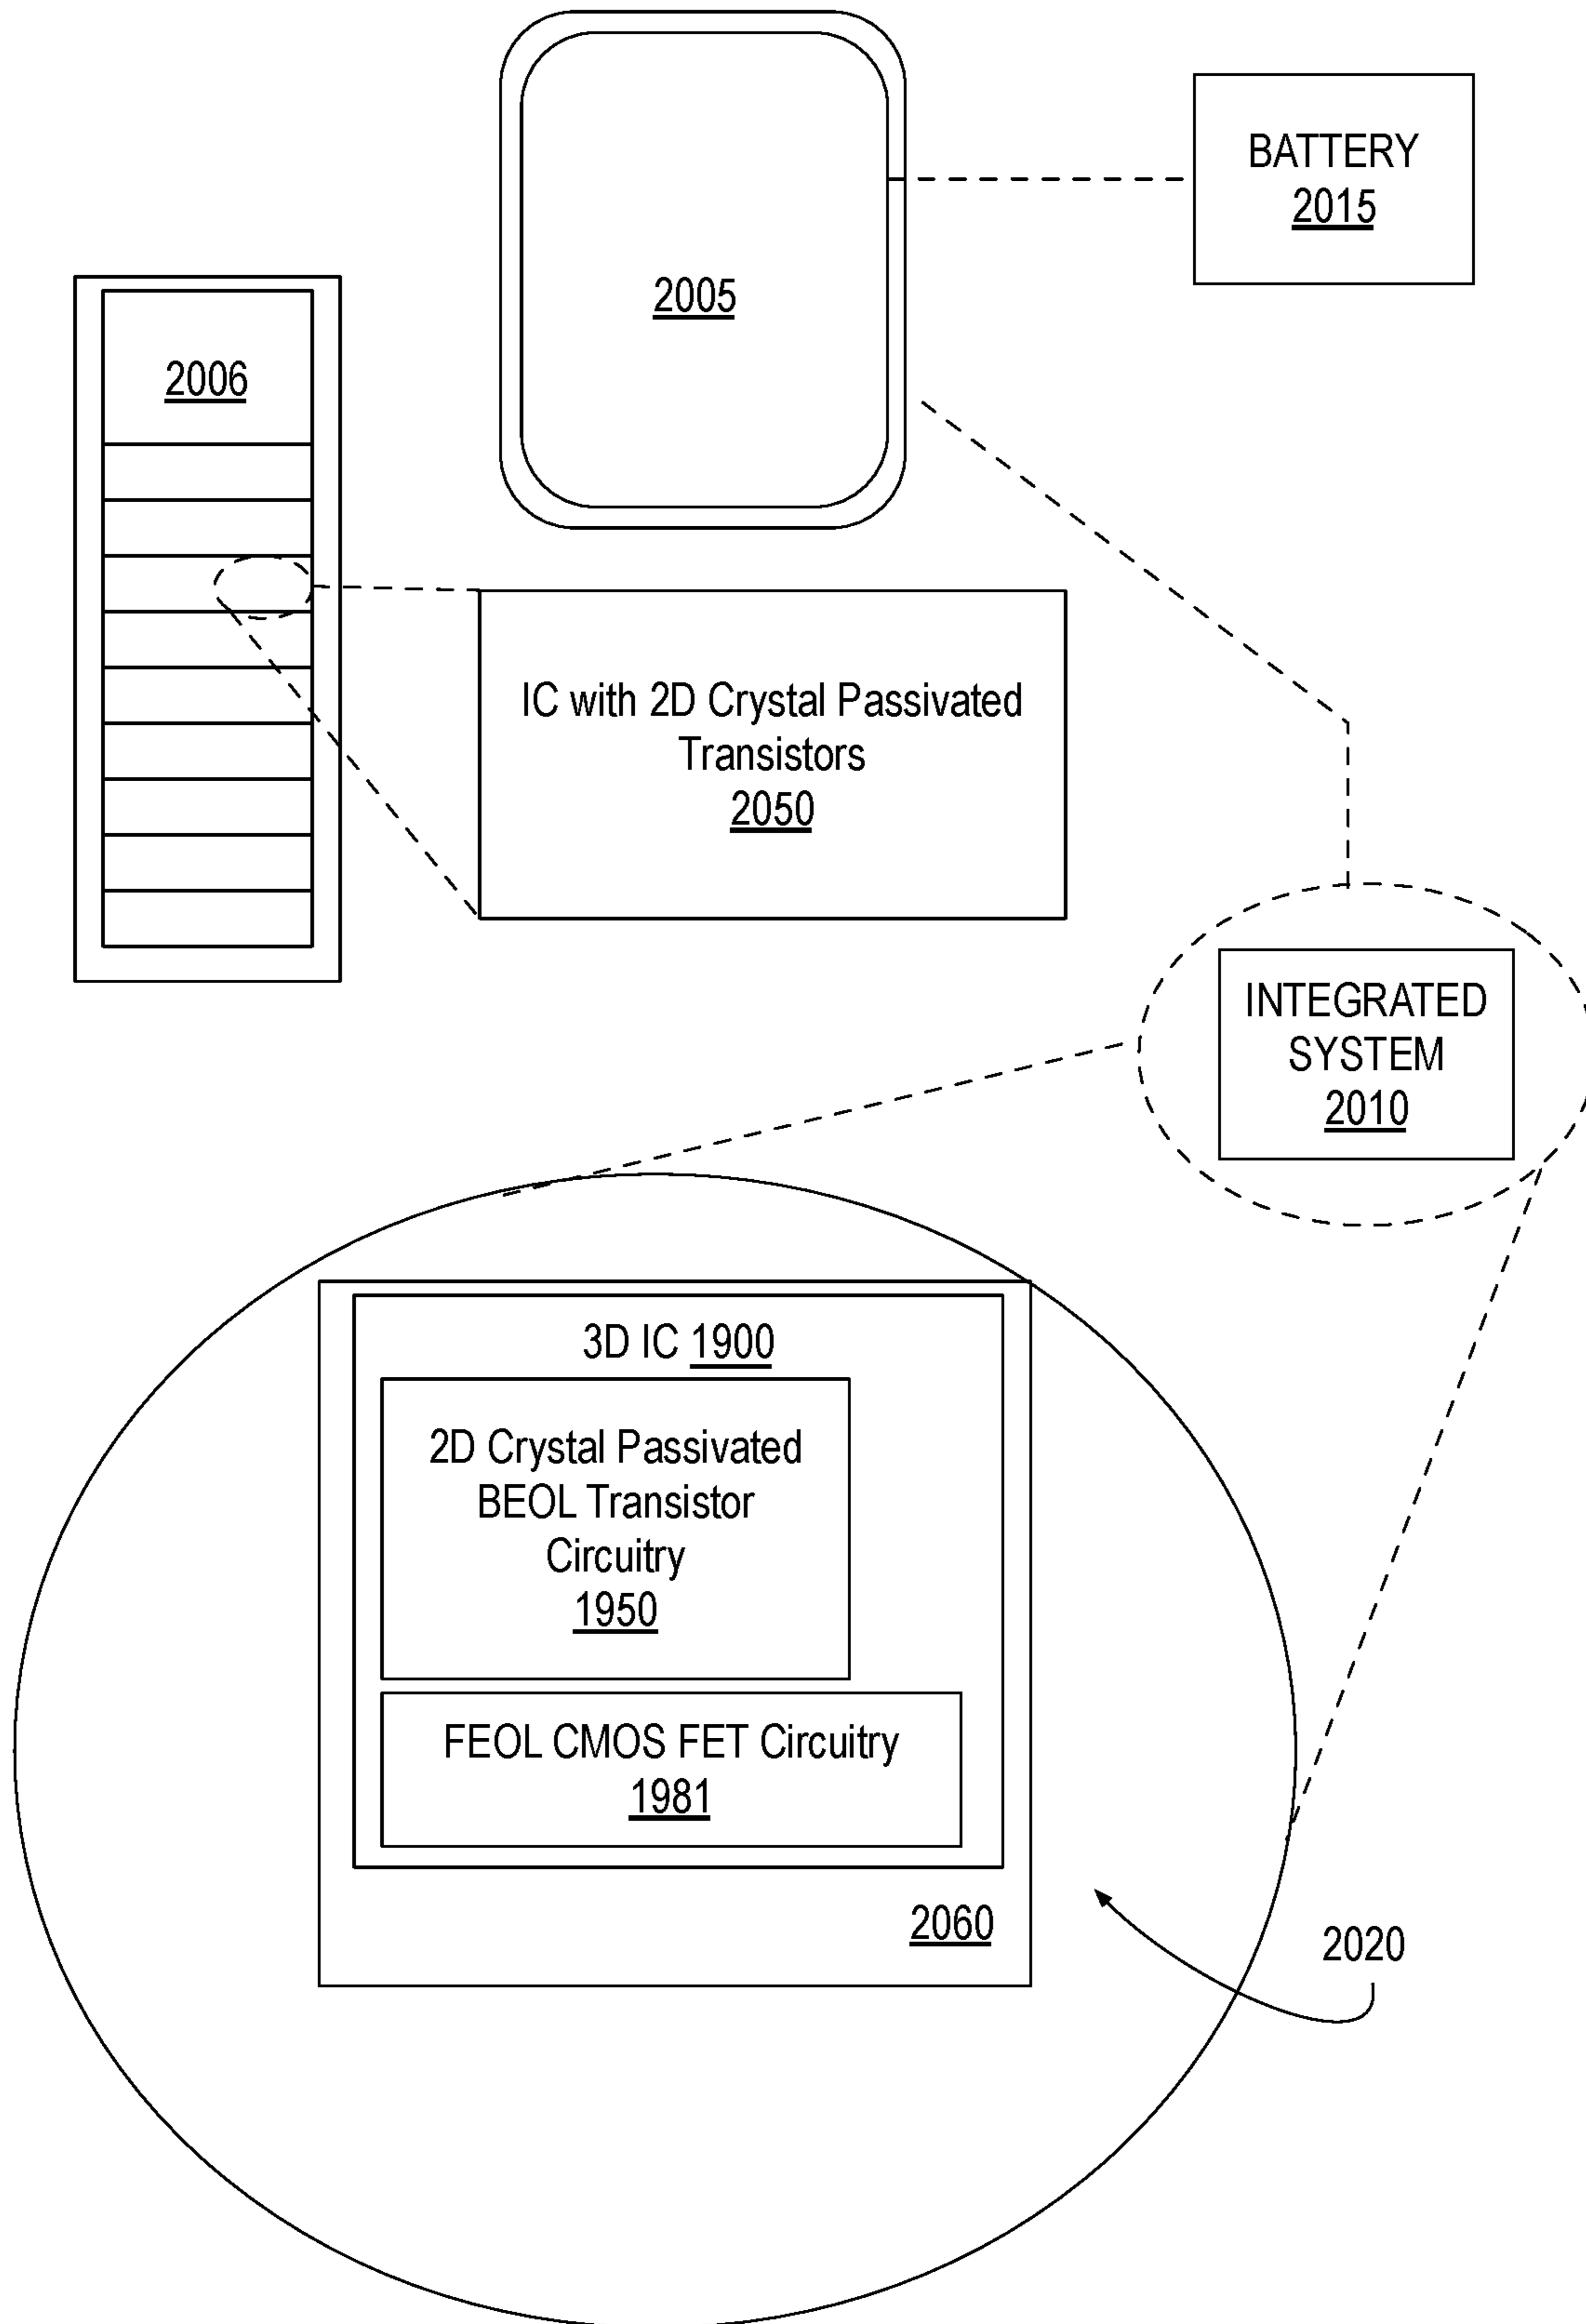 BATTERY
2015
2005
2006
IC with 2D Crystal Passivated
Transistors
2050
INTEGRATED
SYSTEM
2010
3D IC 1900
2D Crystal Passivated
BEOL Transistor
Circuitry
1950
FEOL CMOS FET Circuitry
1981
2060
2020